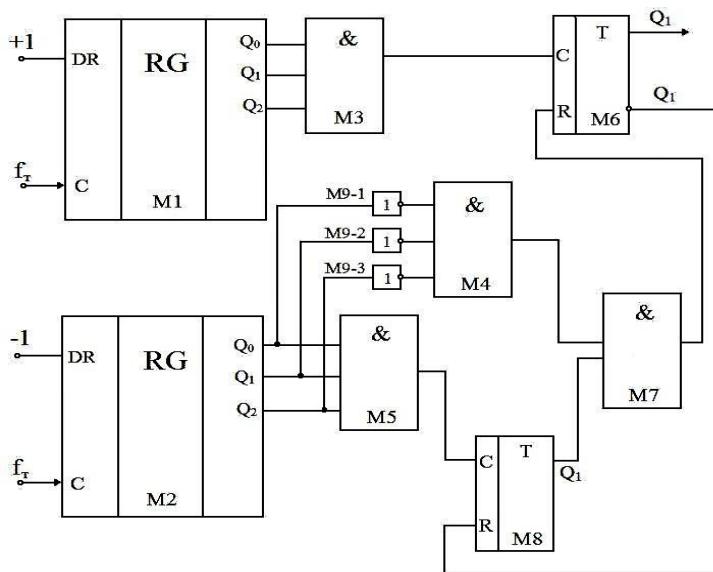 +1
DR
RG
Q₀
Q₁
Q₂
fт
C
M1
&
M3
T
C
R
M6
Q₁
Q₁
M9-1
1
M9-2
1
M9-3
1
&
M4
-1
DR
RG
Q₀
Q₁
Q₂
fт
C
M2
&
M5
&
M7
T
C
R
M8
Q₁